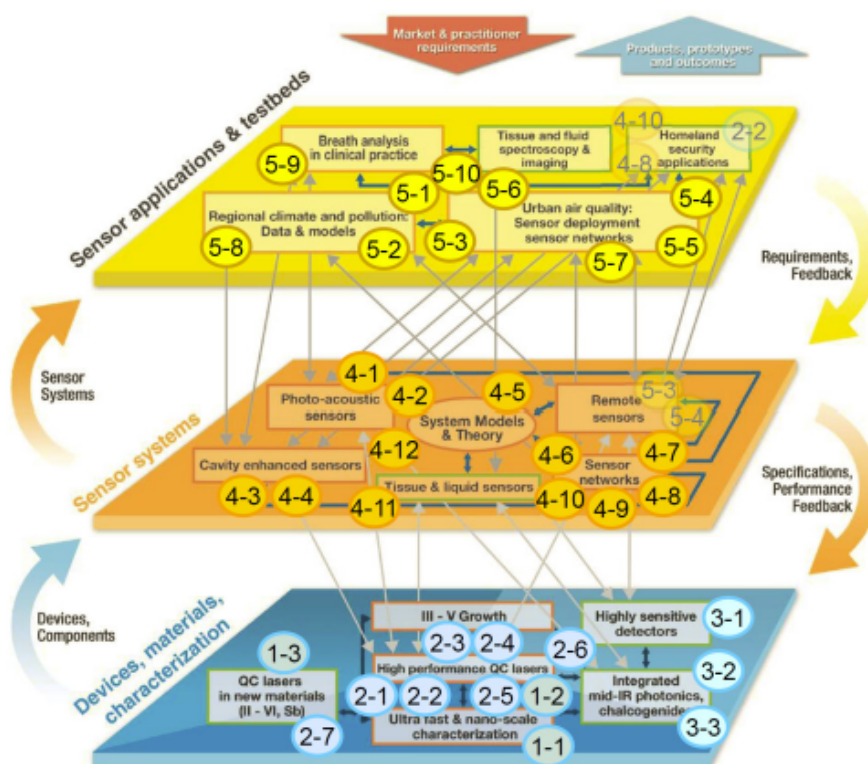 Market & practitioner
requirements
Products, prototypes
and outcomes
Sensor applications & testbeds
Breath analysis
in clinical practice
Tissue and fluid
spectroscopy &
imaging
4-10
4-8
Homeland
security
applications
2-2
5-9
5-10
5-1
5-6
5-4
Regional climate and pollution:
Data & models
Urban air quality:
Sensor deployment
sensor networks
5-8
5-2
5-3
5-7
5-5
Requirements,
Feedback
Sensor
Systems
Sensor systems
4-1
4-2
4-5
Photo-acoustic
sensors
System Models
& Theory
Remote
sensors
5-3
5-4
4-12
4-6
4-7
Cavity enhanced sensors
Tissue & liquid sensors
Sensor
networks
4-3
4-4
4-11
4-10
4-9
4-8
Specifications,
Performance
Feedback
Devices,
Components
Devices, materials,
characterization
III - V Growth
Highly sensitive
detectors
3-1
2-3
2-4
2-6
1-3
High performance QC lasers
3-2
QC lasers
in new materials
(II - VI, Sb)
2-1
2-2
2-5
1-2
Integrated
mid-IR photonics,
chalcogenides
2-7
Ultra fast & nano-scale
characterization
1-1
3-3